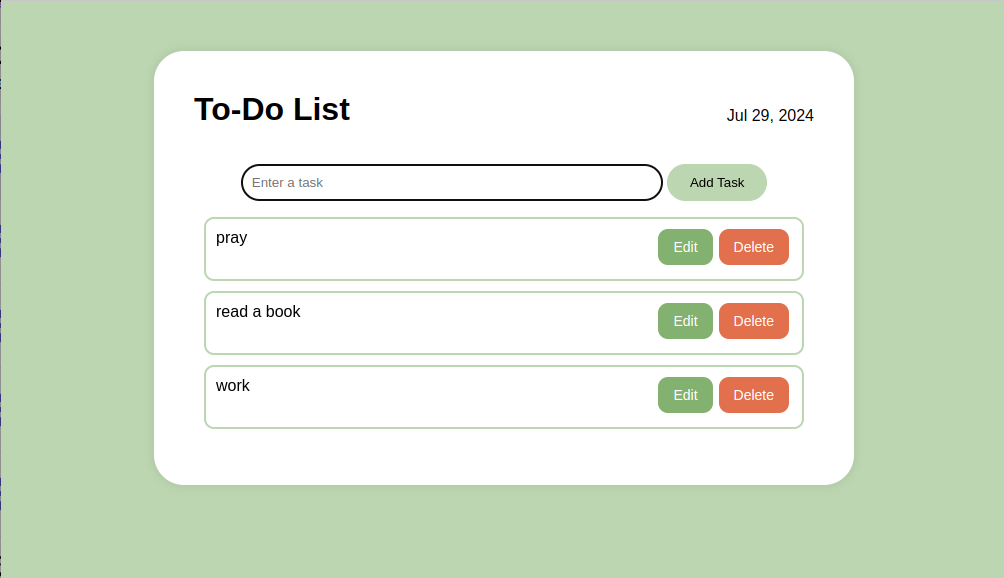 To-Do List
Jul 29, 2024
Enter a task
Add Task
pray
Edit
Delete
read a book
Edit
Delete
work
Edit
Delete